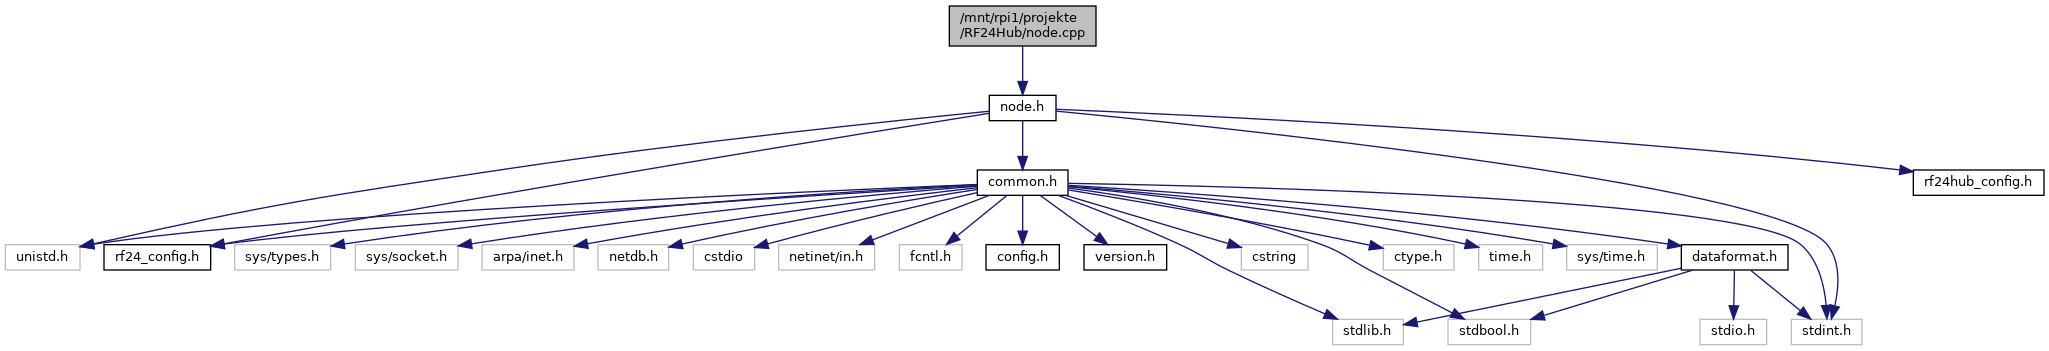 /mnt/rpi1/projekte
/RF24Hub/node.cpp
node.h
common.h
rf24hub_config.h
unistd.h
rf24_config.h
sys/types.h
sys/socket.h
arpa/inet.h
netdb.h
cstdio
netinet/in.h
fcntl.h
config.h
version.h
cstring
ctype.h
time.h
sys/time.h
dataformat.h
stdlib.h
stdbool.h
stdio.h
stdint.h